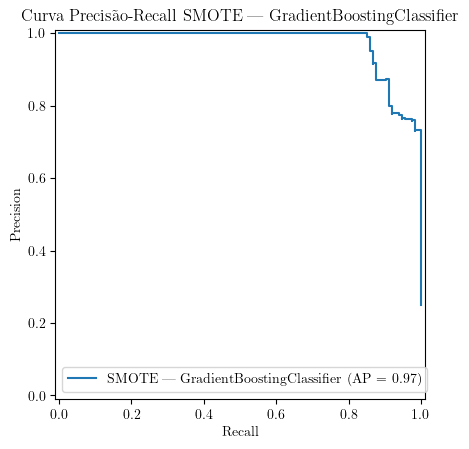 Curva Precisão-Recall SMOTE — GradientBoostingClassifier
1.0
0.8
0.6
0.4
0.2
0.0
Precision
SMOTE — GradientBoostingClassifier (AP = 0.97)
0.0 0.2 0.4 0.6 0.8 1.0
Recall